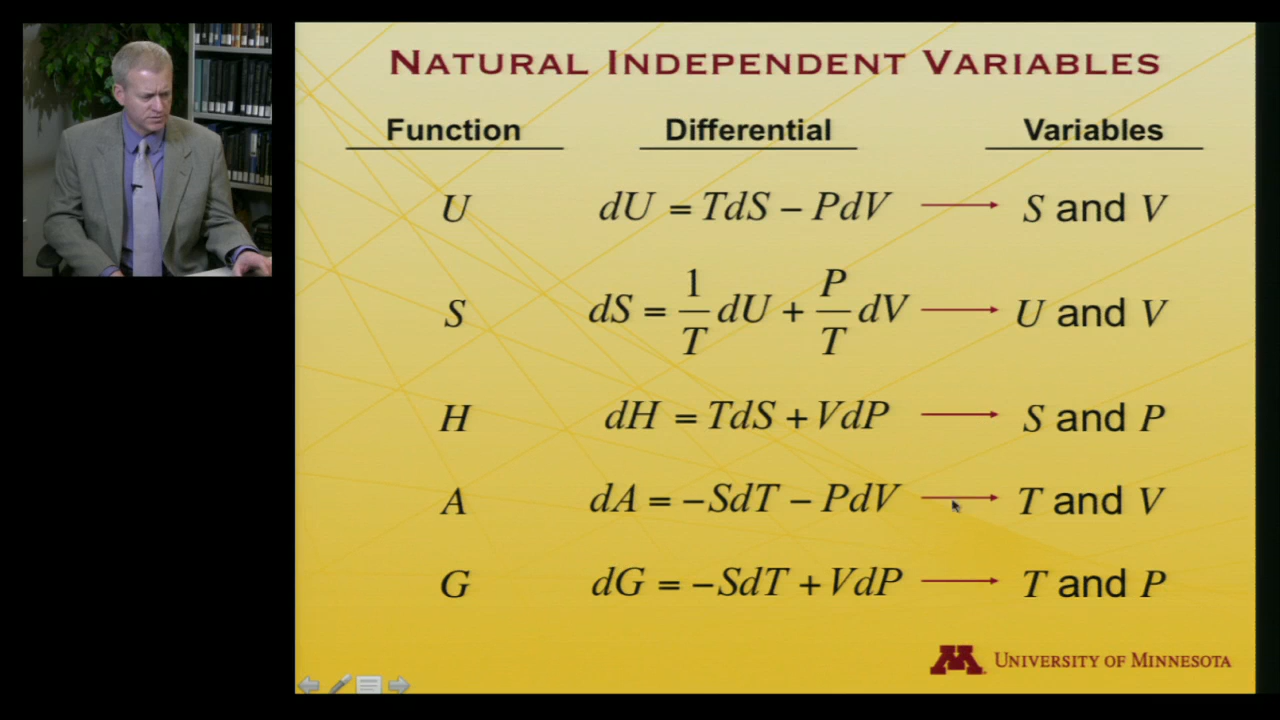 NATURAL INDEPENDENT VARIABLES
Function Differential Variables
U dU = TdS − PdV → S and V
S dS = 1/T dU + P/T dV → U and V
H dH = TdS + VdP → S and P
A dA = −SdT − PdV → T and V
G dG = −SdT + VdP → T and P
M UNIVERSITY OF MINNESOTA